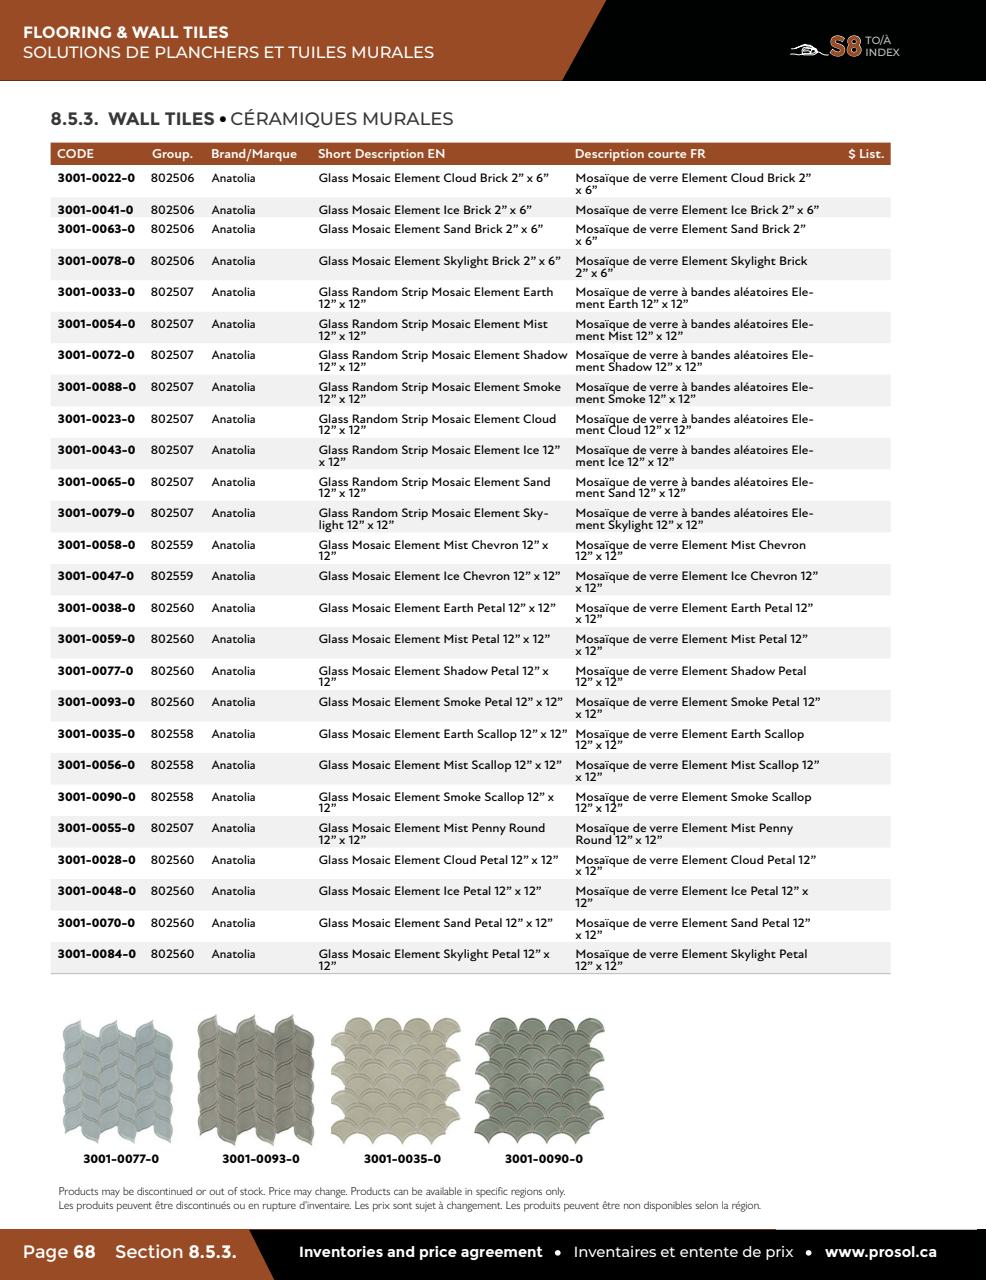 FLOORING & WALL TILES
SOLUTIONS DE PLANCHERS ET TUILES MURALES
S8 TO/À
INDEX
8.5.3. WALL TILES • CÉRAMIQUES MURALES
CODE Group. Brand/Marque Short Description EN Description courte FR $ List.
3001-0022-0 802506 Anatolia Glass Mosaic Element Cloud Brick 2” x 6” Mosaïque de verre Element Cloud Brick 2”
x 6”
3001-0041-0 802506 Anatolia Glass Mosaic Element Ice Brick 2” x 6” Mosaïque de verre Element Ice Brick 2” x 6”
3001-0063-0 802506 Anatolia Glass Mosaic Element Sand Brick 2” x 6” Mosaïque de verre Element Sand Brick 2”
x 6”
3001-0078-0 802506 Anatolia Glass Mosaic Element Skylight Brick 2” x 6” Mosaïque de verre Element Skylight Brick
2” x 6”
3001-0033-0 802507 Anatolia Glass Random Strip Mosaic Element Earth Mosaïque de verre à bandes aléatoires Ele-
12” x 12” ment Earth 12” x 12”
3001-0054-0 802507 Anatolia Glass Random Strip Mosaic Element Mist Mosaïque de verre à bandes aléatoires Ele-
12” x 12” ment Mist 12” x 12”
3001-0072-0 802507 Anatolia Glass Random Strip Mosaic Element Shadow Mosaïque de verre à bandes aléatoires Ele-
12” x 12” ment Shadow 12” x 12”
3001-0088-0 802507 Anatolia Glass Random Strip Mosaic Element Smoke Mosaïque de verre à bandes aléatoires Ele-
12” x 12” ment Smoke 12” x 12”
3001-0023-0 802507 Anatolia Glass Random Strip Mosaic Element Cloud Mosaïque de verre à bandes aléatoires Ele-
12” x 12” ment Cloud 12” x 12”
3001-0043-0 802507 Anatolia Glass Random Strip Mosaic Element Ice 12” Mosaïque de verre à bandes aléatoires Ele-
x 12” ment Ice 12” x 12”
3001-0065-0 802507 Anatolia Glass Random Strip Mosaic Element Sand Mosaïque de verre à bandes aléatoires Ele-
12” x 12” ment Sand 12” x 12”
3001-0079-0 802507 Anatolia Glass Random Strip Mosaic Element Sky- Mosaïque de verre à bandes aléatoires Ele-
light 12” x 12” ment Skylight 12” x 12”
3001-0058-0 802559 Anatolia Glass Mosaic Element Mist Chevron 12” x Mosaïque de verre Element Mist Chevron
12” 12” x 12”
3001-0047-0 802559 Anatolia Glass Mosaic Element Ice Chevron 12” x 12” Mosaïque de verre Element Ice Chevron 12”
x 12”
3001-0038-0 802560 Anatolia Glass Mosaic Element Earth Petal 12” x 12” Mosaïque de verre Element Earth Petal 12”
x 12”
3001-0059-0 802560 Anatolia Glass Mosaic Element Mist Petal 12” x 12” Mosaïque de verre Element Mist Petal 12”
x 12”
3001-0077-0 802560 Anatolia Glass Mosaic Element Shadow Petal 12” x Mosaïque de verre Element Shadow Petal
12” 12” x 12”
3001-0093-0 802560 Anatolia Glass Mosaic Element Smoke Petal 12” x 12” Mosaïque de verre Element Smoke Petal 12”
x 12”
3001-0035-0 802558 Anatolia Glass Mosaic Element Earth Scallop 12” x 12” Mosaïque de verre Element Earth Scallop
12” x 12”
3001-0056-0 802558 Anatolia Glass Mosaic Element Mist Scallop 12” x 12” Mosaïque de verre Element Mist Scallop 12”
x 12”
3001-0090-0 802558 Anatolia Glass Mosaic Element Smoke Scallop 12” x Mosaïque de verre Element Smoke Scallop
12” 12” x 12”
3001-0055-0 802507 Anatolia Glass Mosaic Element Mist Penny Round Mosaïque de verre Element Mist Penny
12” x 12” Round 12” x 12”
3001-0028-0 802560 Anatolia Glass Mosaic Element Cloud Petal 12” x 12” Mosaïque de verre Element Cloud Petal 12”
x 12”
3001-0048-0 802560 Anatolia Glass Mosaic Element Ice Petal 12” x 12” Mosaïque de verre Element Ice Petal 12” x
12”
3001-0070-0 802560 Anatolia Glass Mosaic Element Sand Petal 12” x 12” Mosaïque de verre Element Sand Petal 12”
x 12”
3001-0084-0 802560 Anatolia Glass Mosaic Element Skylight Petal 12” x Mosaïque de verre Element Skylight Petal
12” 12” x 12”
3001-0077-0 3001-0093-0 3001-0035-0 3001-0090-0
Products may be discontinued or out of stock. Price may change. Products can be available in specific regions only.
Les produits peuvent être discontinués ou en rupture d’inventaire. Les prix sont sujet à changement. Les produits peuvent être non disponibles selon la région.
Page 68 Section 8.5.3. Inventories and price agreement • Inventaires et entente de prix • www.prosol.ca